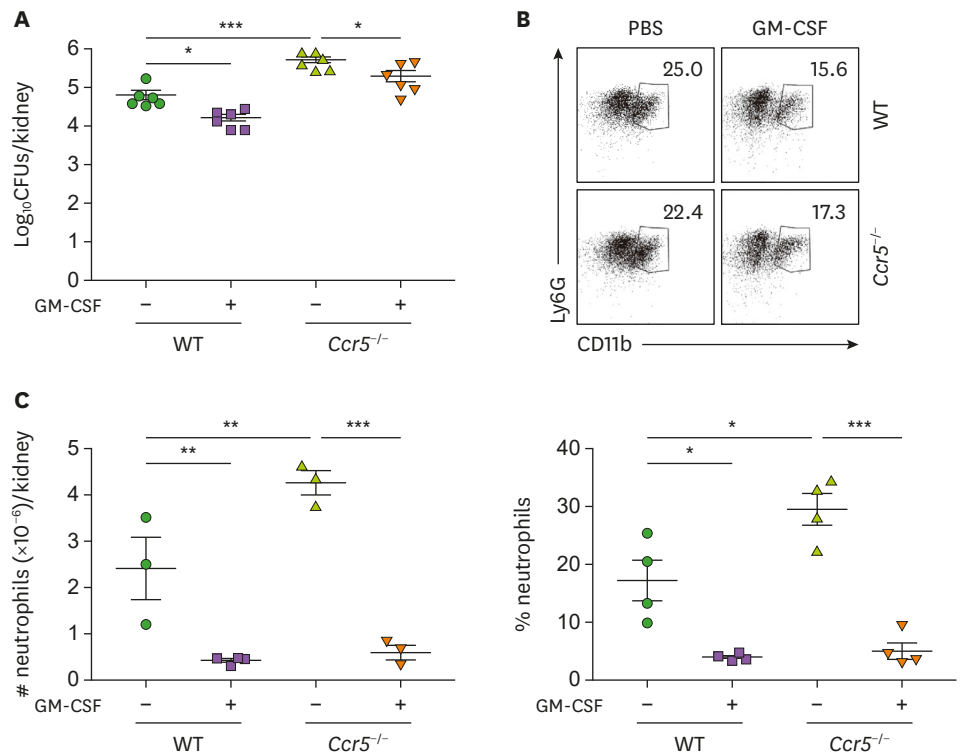 A
*** *
*
Log₁₀CFUs/kidney
6
5
4
3
2
1
0
GM-CSF − + − +
WT Ccr5⁻/⁻
B
PBS GM-CSF
25.0 15.6
WT
22.4 17.3
Ccr5⁻/⁻
Ly6G
CD11b
C
** ***
**
# neutrophils (×10⁻⁶)/kidney
5
4
3
2
1
0
GM-CSF − + − +
WT Ccr5⁻/⁻
* ***
*
% neutrophils
40
30
20
10
0
GM-CSF − + − +
WT Ccr5⁻/⁻